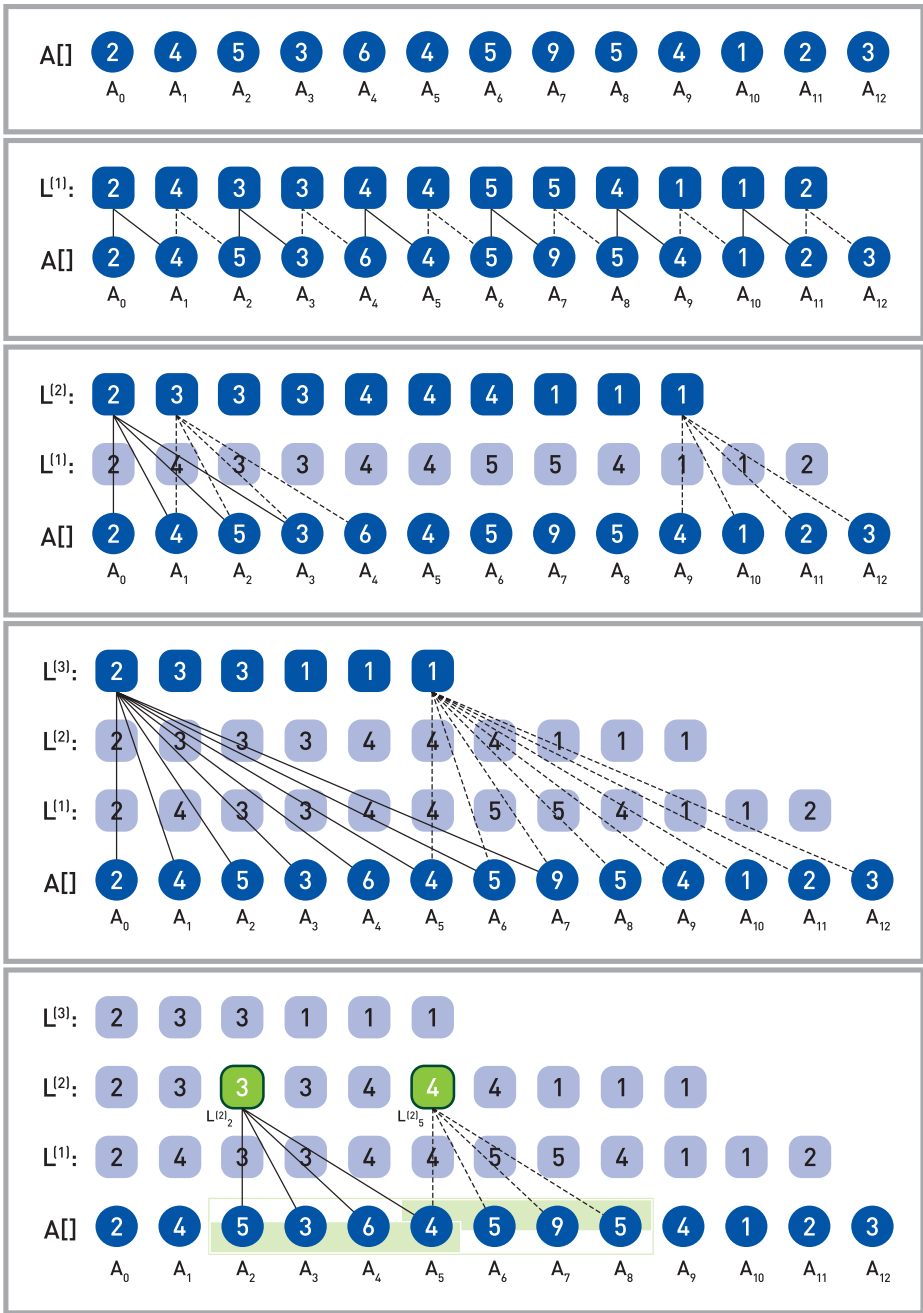 A[] 2 4 5 3 6 4 5 9 5 4 1 2 3
A₀ A₁ A₂ A₃ A₄ A₅ A₆ A₇ A₈ A₉ A₁₀ A₁₁ A₁₂
L⁽¹⁾: 2 4 3 3 4 4 5 5 4 1 1 2
A[] 2 4 5 3 6 4 5 9 5 4 1 2 3
A₀ A₁ A₂ A₃ A₄ A₅ A₆ A₇ A₈ A₉ A₁₀ A₁₁ A₁₂
L⁽²⁾: 2 3 3 3 4 4 4 1 1 1
L⁽¹⁾: 2 4 3 3 4 4 5 5 4 1 1 2
A[] 2 4 5 3 6 4 5 9 5 4 1 2 3
A₀ A₁ A₂ A₃ A₄ A₅ A₆ A₇ A₈ A₉ A₁₀ A₁₁ A₁₂
L⁽³⁾: 2 3 3 1 1 1
L⁽²⁾: 2 3 3 3 4 4 4 1 1 1
L⁽¹⁾: 2 4 3 3 4 4 5 5 4 1 1 2
A[] 2 4 5 3 6 4 5 9 5 4 1 2 3
A₀ A₁ A₂ A₃ A₄ A₅ A₆ A₇ A₈ A₉ A₁₀ A₁₁ A₁₂
L⁽³⁾: 2 3 3 1 1 1
L⁽²⁾: 2 3 3 3 4 4 4 1 1 1
L⁽²⁾₂ L⁽²⁾₅
L⁽¹⁾: 2 4 3 3 4 4 5 5 4 1 1 2
A[] 2 4 5 3 6 4 5 9 5 4 1 2 3
A₀ A₁ A₂ A₃ A₄ A₅ A₆ A₇ A₈ A₉ A₁₀ A₁₁ A₁₂